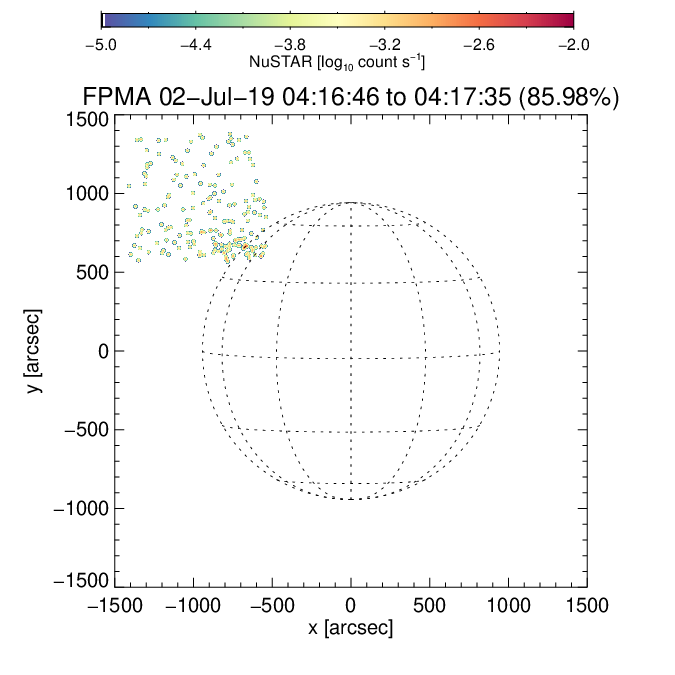 −5.0 −4.4 −3.8 −3.2 −2.6 −2.0
NuSTAR [log₁₀ count s⁻¹]
FPMA 02−Jul−19 04:16:46 to 04:17:35 (85.98%)
1500
1000
500
0
−500
−1000
−1500
y [arcsec]
−1500 −1000 −500 0 500 1000 1500
x [arcsec]